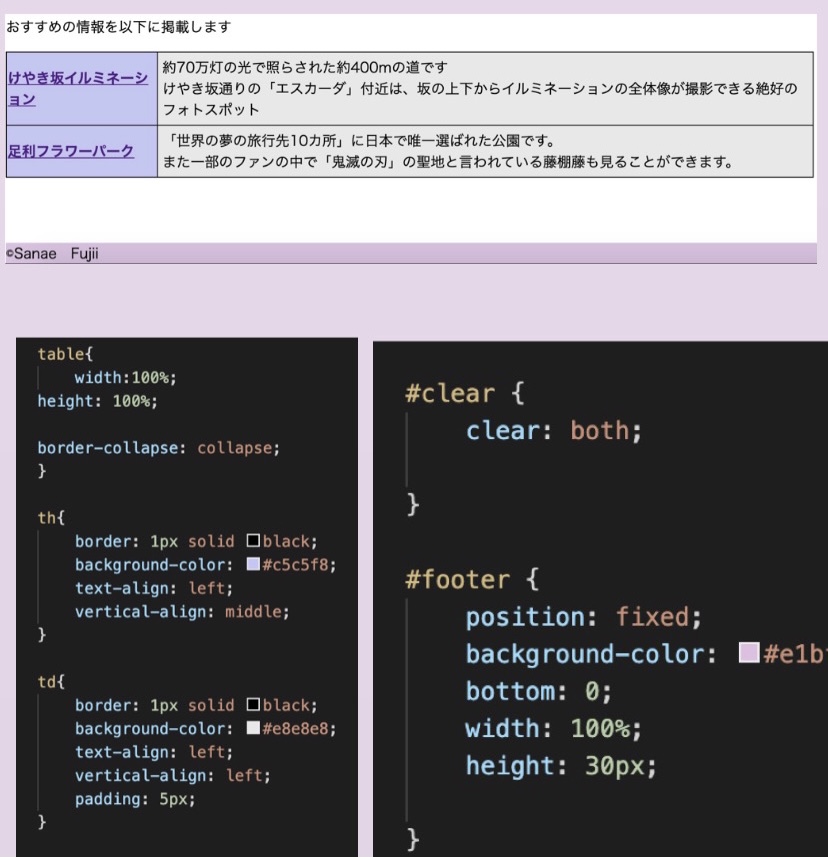 おすすめの情報を以下に掲載します
けやき坂イルミネーシ
ョン
約70万灯の光で照らされた約400mの道です
けやき坂通りの「エスカーダ」付近は、坂の上下からイルミネーションの全体像が撮影できる絶好の
フォトスポット
足利フラワーパーク
「世界の夢の旅行先10カ所」に日本で唯一選ばれた公園です。
また一部のファンの中で「鬼滅の刃」の聖地と言われている藤棚藤も見ることができます。
©Sanae　Fujii
table{
width:100%;
height: 100%;
border-collapse: collapse;
}
th{
border: 1px solid black;
background-color: #c5c5f8;
text-align: left;
vertical-align: middle;
}
td{
border: 1px solid black;
background-color: #e8e8e8;
text-align: left;
vertical-align: left;
padding: 5px;
}
#clear {
clear: both;
}
#footer {
position: fixed;
background-color: #e1b
bottom: 0;
width: 100%;
height: 30px;
}